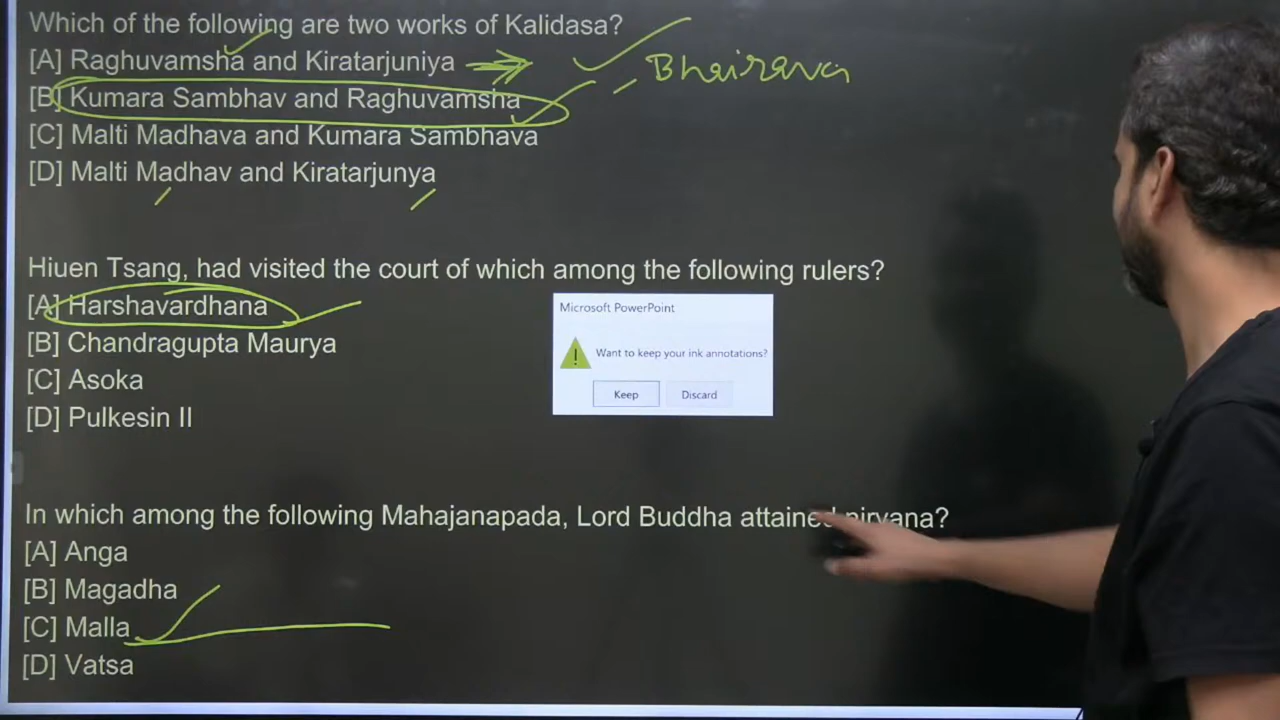 Which of the following are two works of Kalidasa?
[A] Raghuvamsha and Kiratarjuniya
Bhairava
[B] Kumara Sambhav and Raghuvamsha
[C] Malti Madhava and Kumara Sambhava
[D] Malti Madhav and Kiratarjunya
Hiuen Tsang, had visited the court of which among the following rulers?
[A] Harshavardhana
[B] Chandragupta Maurya
[C] Asoka
[D] Pulkesin II
Microsoft PowerPoint
Want to keep your ink annotations?
Keep Discard
In which among the following Mahajanapada, Lord Buddha attained nirvana?
[A] Anga
[B] Magadha
[C] Malla
[D] Vatsa